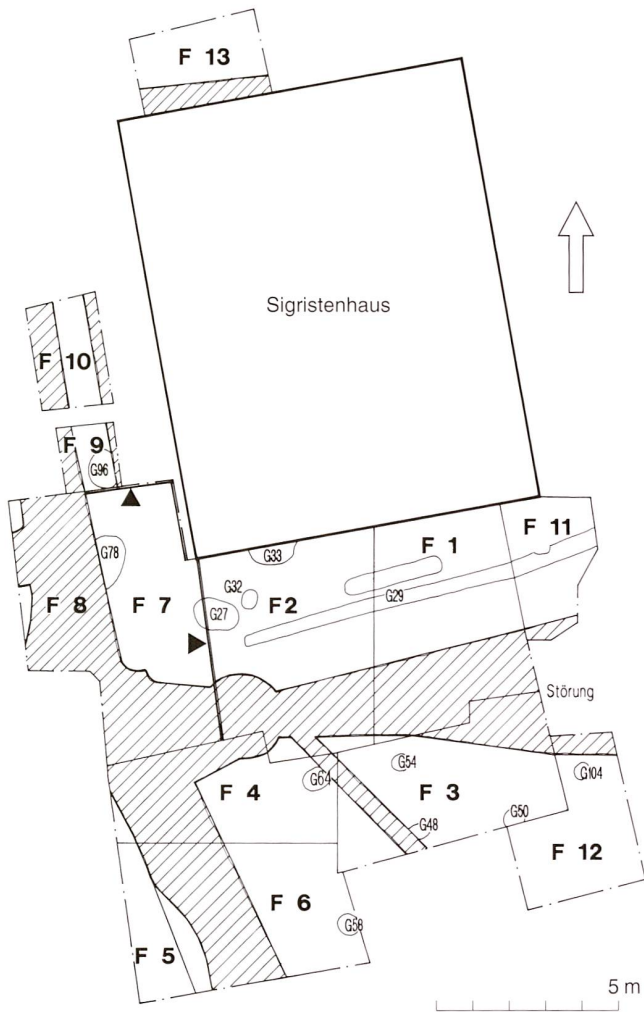 F 13
Sigristenhaus
F 10
F 9
G96
G78
G33
F 1
F 11
F 8
F 7
G32
G27
F2
G29
Störung
F 4
G64
G54
F 3
G48
G50
G104
F 12
F 6
G58
F 5
5 m